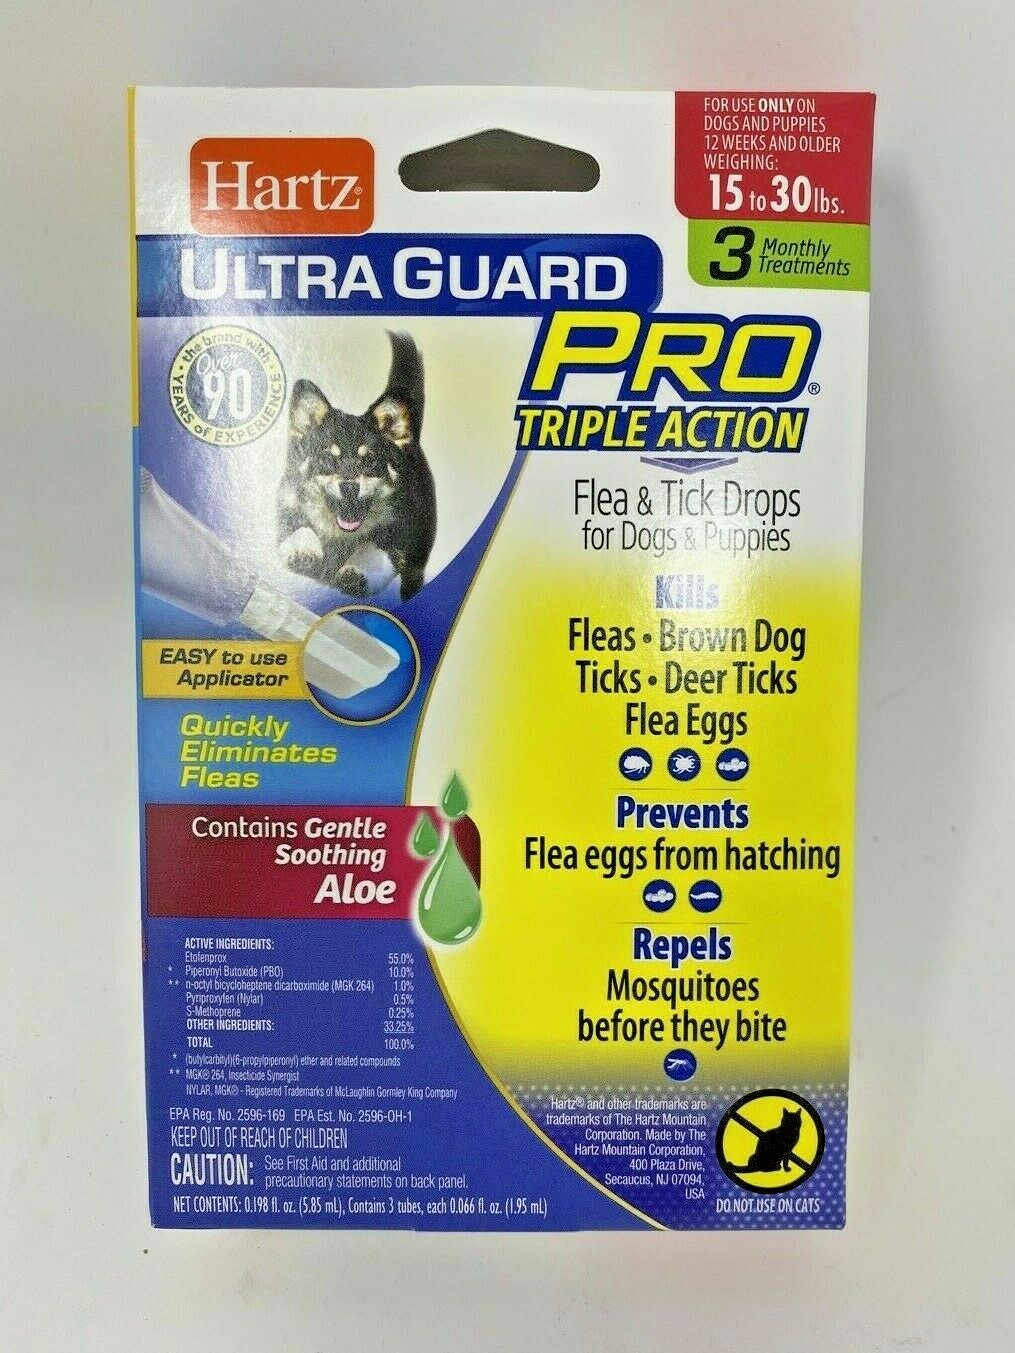 FOR USE ONLY ON
DOGS AND PUPPIES
12 WEEKS AND OLDER
WEIGHING:
15 to 30 lbs.
3 Monthly
Treatments
Hartz®
ULTRA GUARD
PRO®
TRIPLE ACTION
the brand with
Over
90
YEARS of EXPERIENCE
Flea & Tick Drops
for Dogs & Puppies
Kills
Fleas • Brown Dog
Ticks • Deer Ticks
Flea Eggs
EASY to use
Applicator
Quickly
Eliminates
Fleas
Prevents
Flea eggs from hatching
Contains Gentle
Soothing
Aloe
Repels
Mosquitoes
before they bite
ACTIVE INGREDIENTS:
Etofenprox 55.0%
* Piperonyl Butoxide (PBO) 10.0%
** n-octyl bicycloheptene dicarboximide (MGK 264) 1.0%
Pyriproxyfen (Nylar) 0.5%
S-Methoprene 0.25%
OTHER INGREDIENTS: 33.25%
TOTAL 100.0%
* (butylcarbityl)(6-propylpiperonyl) ether and related compounds
** MGK® 264, Insecticide Synergist
NYLAR, MGK® - Registered Trademarks of McLaughlin Gormley King Company
EPA Reg. No. 2596-169 EPA Est. No. 2596-OH-1
KEEP OUT OF REACH OF CHILDREN
CAUTION: See First Aid and additional
precautionary statements on back panel.
NET CONTENTS: 0.198 fl. oz. (5.85 mL), Contains 3 tubes, each 0.066 fl. oz. (1.95 mL)
Hartz® and other trademarks are
trademarks of The Hartz Mountain
Corporation. Made by The
Hartz Mountain Corporation,
400 Plaza Drive,
Secaucus, NJ 07094,
USA
DO NOT USE ON CATS